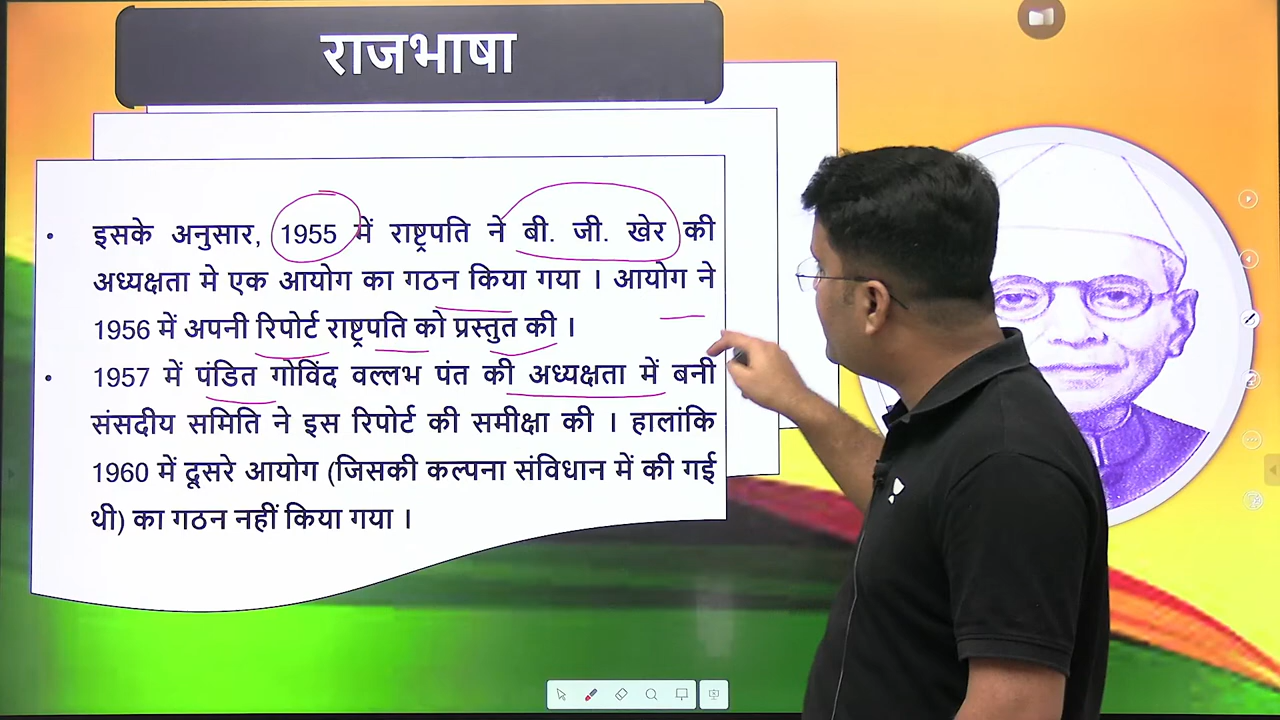 राजभाषा
• इसके अनुसार, 1955 में राष्ट्रपति ने बी. जी. खेर की
अध्यक्षता मे एक आयोग का गठन किया गया । आयोग ने
1956 में अपनी रिपोर्ट राष्ट्रपति को प्रस्तुत की ।
• 1957 में पंडित गोविंद वल्लभ पंत की अध्यक्षता में बनी
संसदीय समिति ने इस रिपोर्ट की समीक्षा की । हालांकि
1960 में दूसरे आयोग (जिसकी कल्पना संविधान में की गई
थी) का गठन नहीं किया गया ।